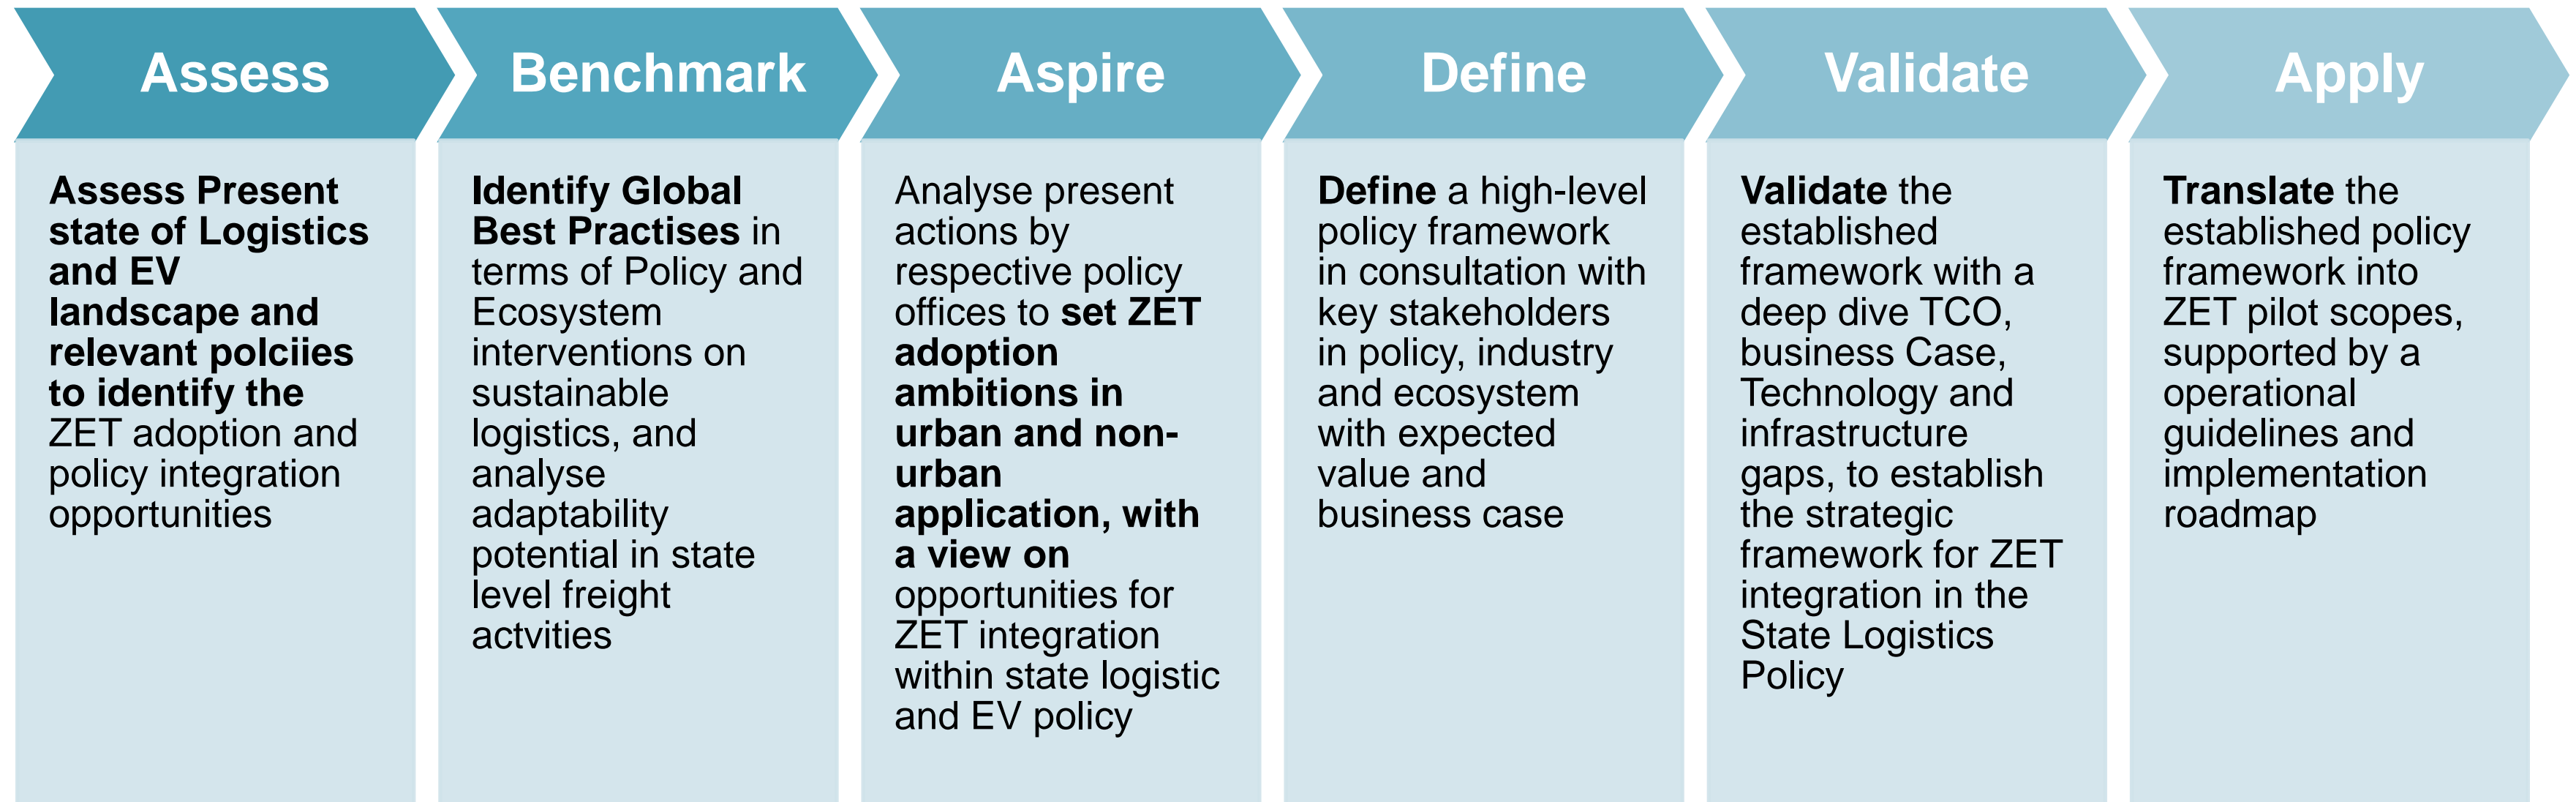 Assess
Assess Present
state of Logistics
and EV
landscape and
relevant polciies
to identify the
ZET adoption and
policy integration
opportunities
Benchmark
Identify Global
Best Practises in
terms of Policy and
Ecosystem
interventions on
sustainable
logistics, and
analyse
adaptability
potential in state
level freight
actvities
Aspire
Analyse present
actions by
respective policy
offices to set ZET
adoption
ambitions in
urban and non-
urban
application, with
a view on
opportunities for
ZET integration
within state logistic
and EV policy
Define
Define a high-level
policy framework
in consultation with
key stakeholders
in policy, industry
and ecosystem
with expected
value and
business case
Validate
Validate the
established
framework with a
deep dive TCO,
business Case,
Technology and
infrastructure
gaps, to establish
the strategic
framework for ZET
integration in the
State Logistics
Policy
Apply
Translate the
established policy
framework into
ZET pilot scopes,
supported by a
operational
guidelines and
implementation
roadmap